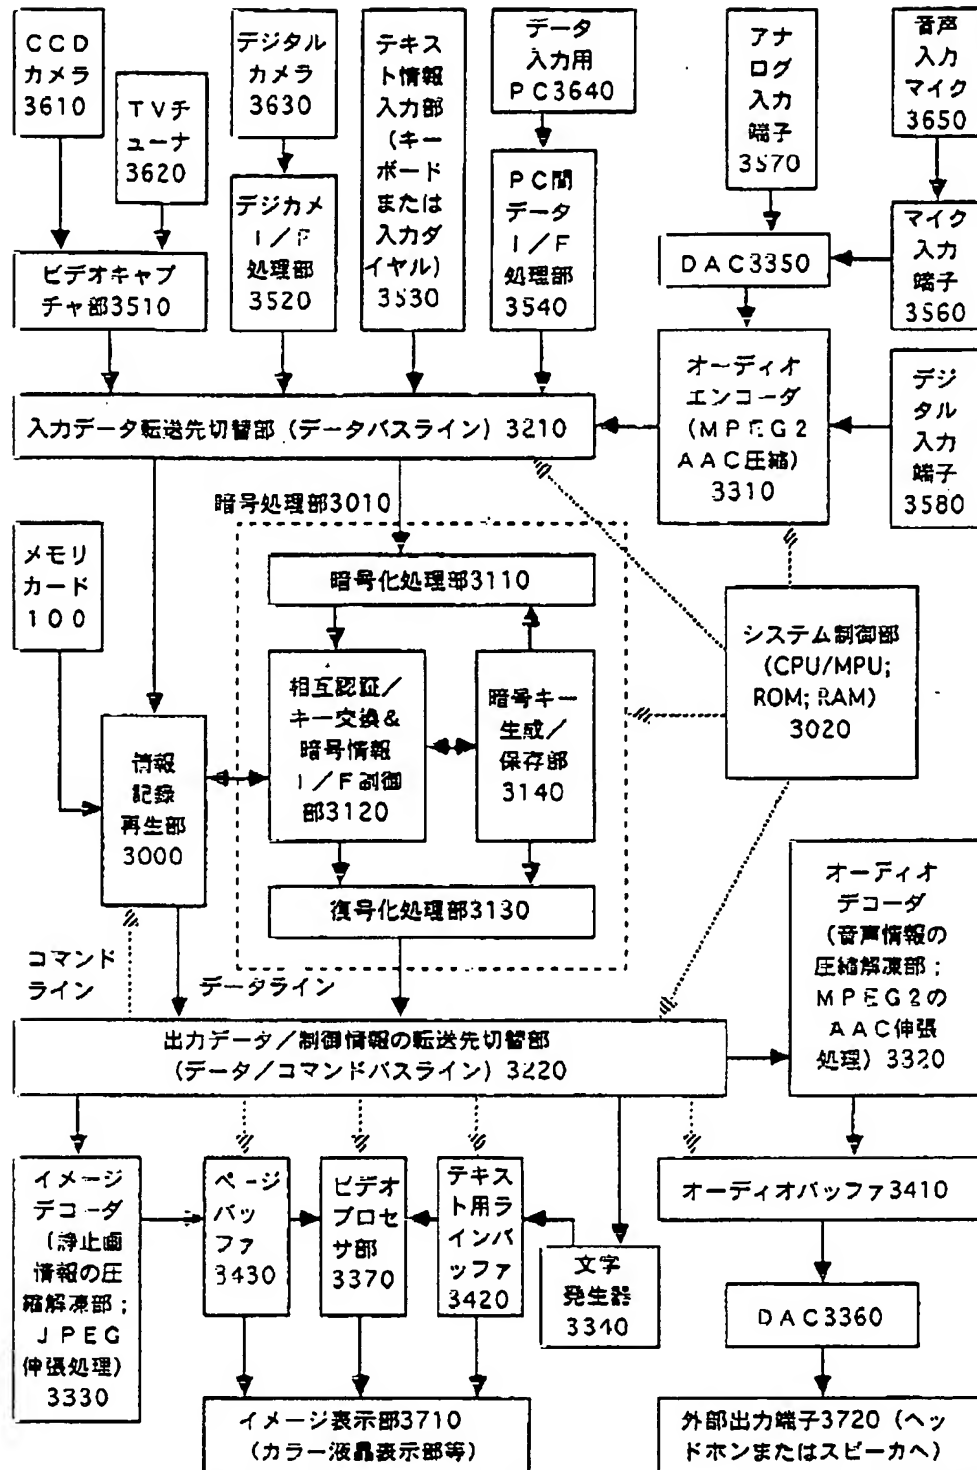 CCD
カメラ
3610
TVチ
ューナ
3620
デジタル
カメラ
3630
テキス
ト情報
入力部
(キー
ボード
または
入力ダ
イヤル)
3530
データ
入力用
PC3640
アナ
ログ
入力
端子
3570
音声
入力
マイク
3650
デジカメ
I/F
処理部
3520
PC間
データ
I/F
処理部
3540
ビデオキャプ
チャ部3510
DAC3350
マイク
入力
端子
3560
オーディオ
エンコーダ
(MPEG2
AAC圧縮)
3310
デジ
タル
入力
端子
3580
入力データ転送先切替部(データバスライン)3210
暗号処理部3010
メモリ
カード
100
暗号化処理部3110
相互認証/
キー交換&
暗号情報
I/F制御
部3120
暗号キー
生成/
保存部
3140
システム制御部
(CPU/MPU;
ROM; RAM)
3020
情報
記録
再生部
3000
復号化処理部3130
オーディオ
デコーダ
(音声情報の
圧縮解凍部;
MPEG2の
AAC伸張
処理)3320
コマンド
ライン
データライン
出力データ/制御情報の転送先切替部
(データ/コマンドバスライン)3220
イメージ
デコーダ
(静止画
情報の圧
縮解凍部;
JPEG
伸張処理)
3330
ページ
バッ
ファ
3430
ビデオ
プロセ
サ部
3370
テキス
ト用ラ
インバ
ッファ
3420
文字
発生器
3340
オーディオバッファ3410
DAC3360
イメージ表示部3710
(カラー液晶表示部等)
外部出力端子3720(ヘッ
ドホンまたはスピーカへ)